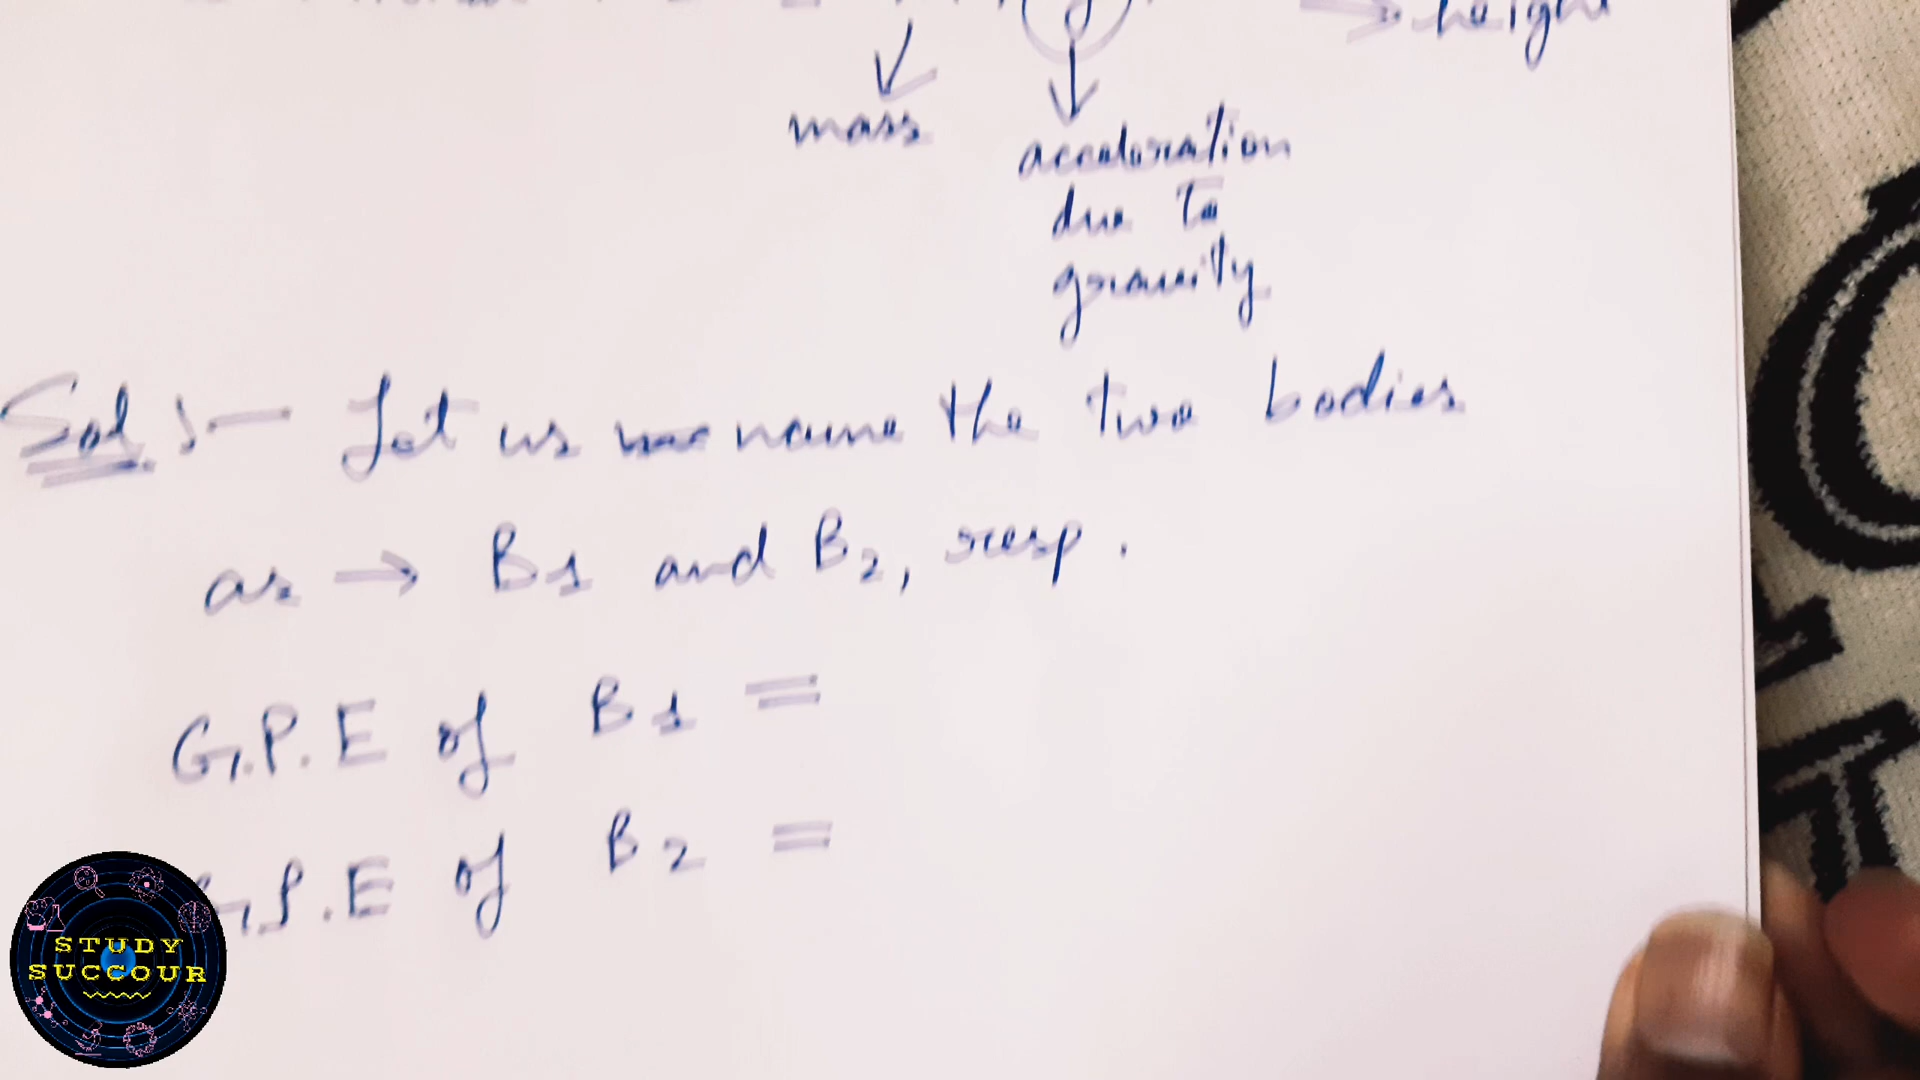 height
mass
acceleration
due to
gravity
Sol :- Let us name the two bodies
as → B1 and B2, resp.
G.P.E of B1 =
G.P.E of B2 =
STUDY
SUCCOUR